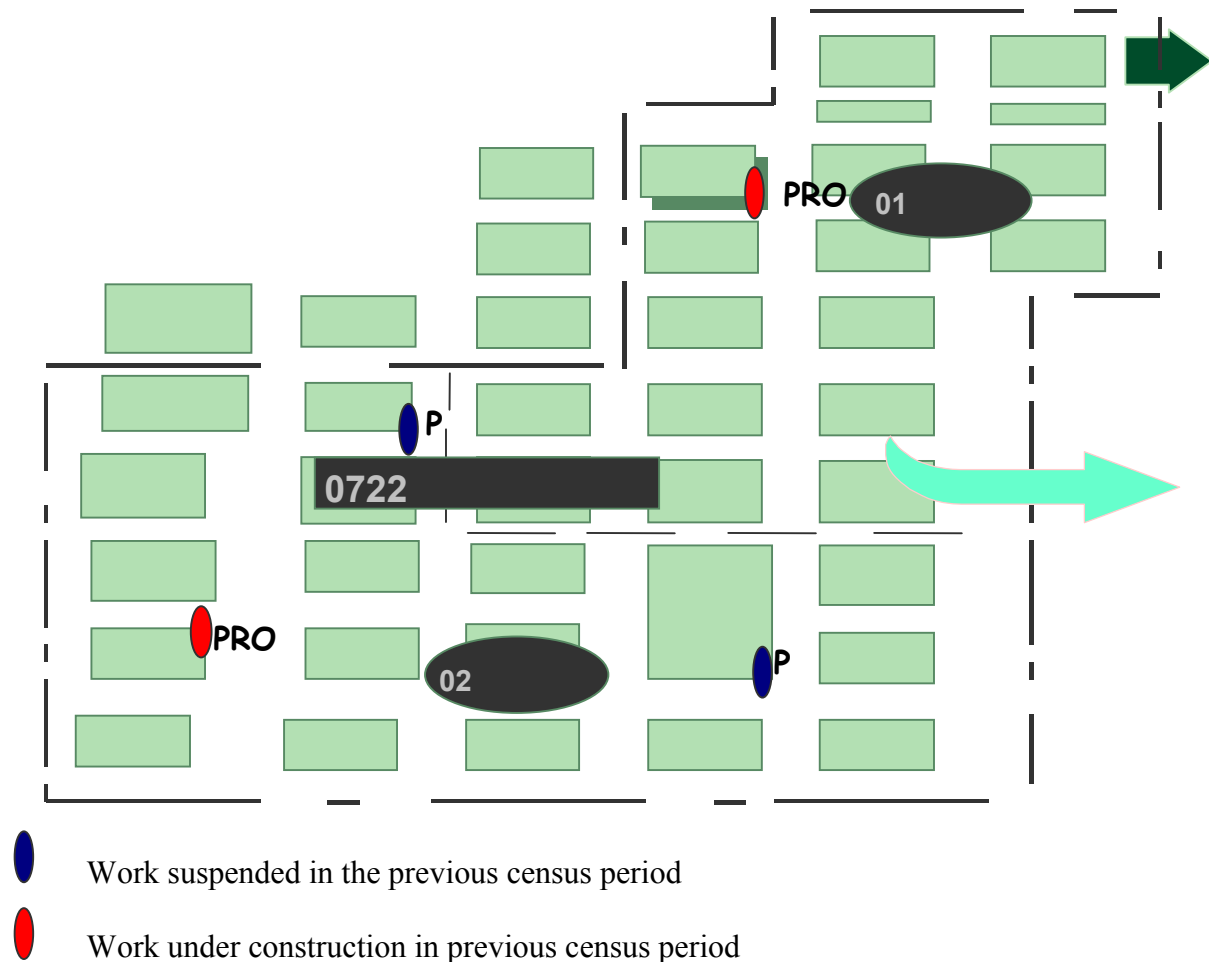 PRO
01
P
0722
PRO
02
P
Work suspended in the previous census period
Work under construction in previous census period